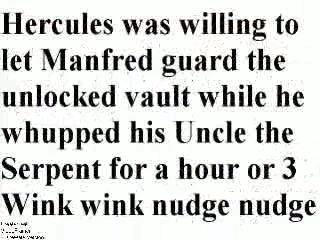 Hercules was willing to
let Manfred guard the
unlocked vault while he
whupped his Uncle the
Serpent for a hour or 3
Wink wink nudge nudge